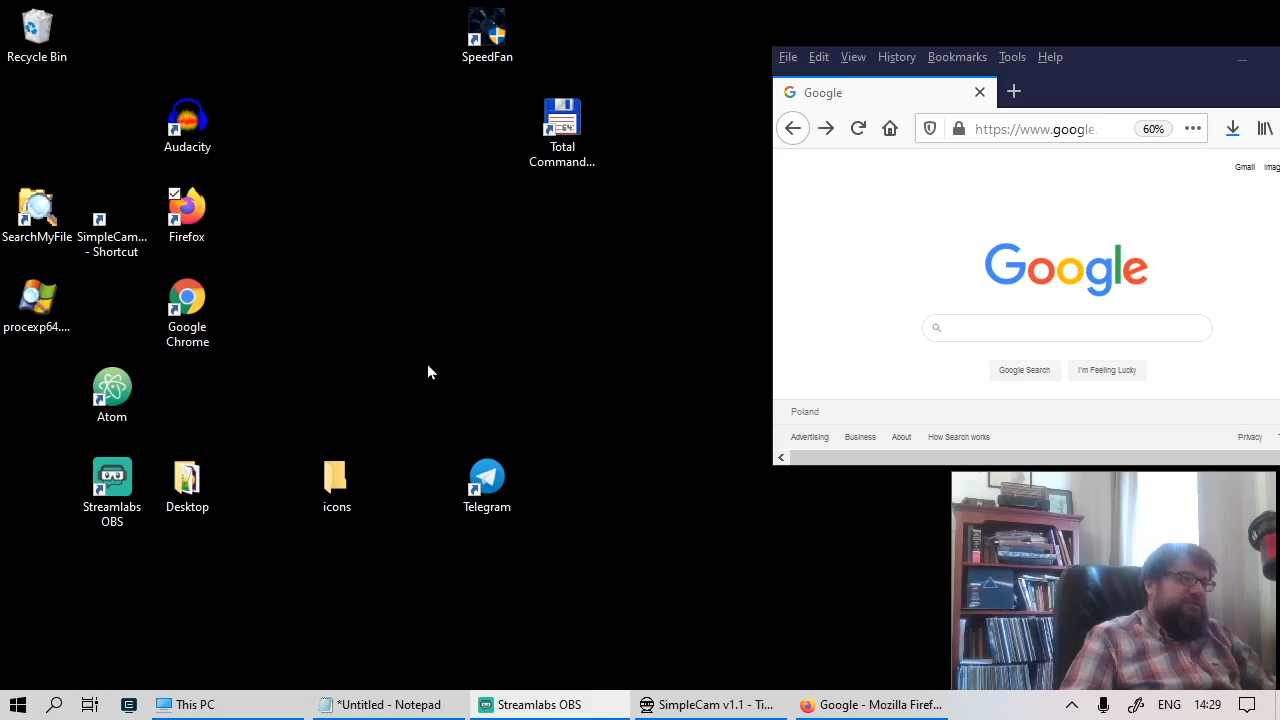 Recycle Bin
SpeedFan
Audacity
Total
Command...
64
SearchMyFile
SimpleCam...
- Shortcut
Firefox
procexp64....
Google
Chrome
Atom
Streamlabs
OBS
Desktop
icons
Telegram
File Edit View History Bookmarks Tools Help
Google
https://www.google. 60%
Gmail Imag
Google
Google Search I'm Feeling Lucky
Poland
Advertising Business About How Search works Privacy
This PC *Untitled - Notepad Streamlabs OBS SimpleCam v1.1 - Ti... Google - Mozilla Firef... ENG 14:29